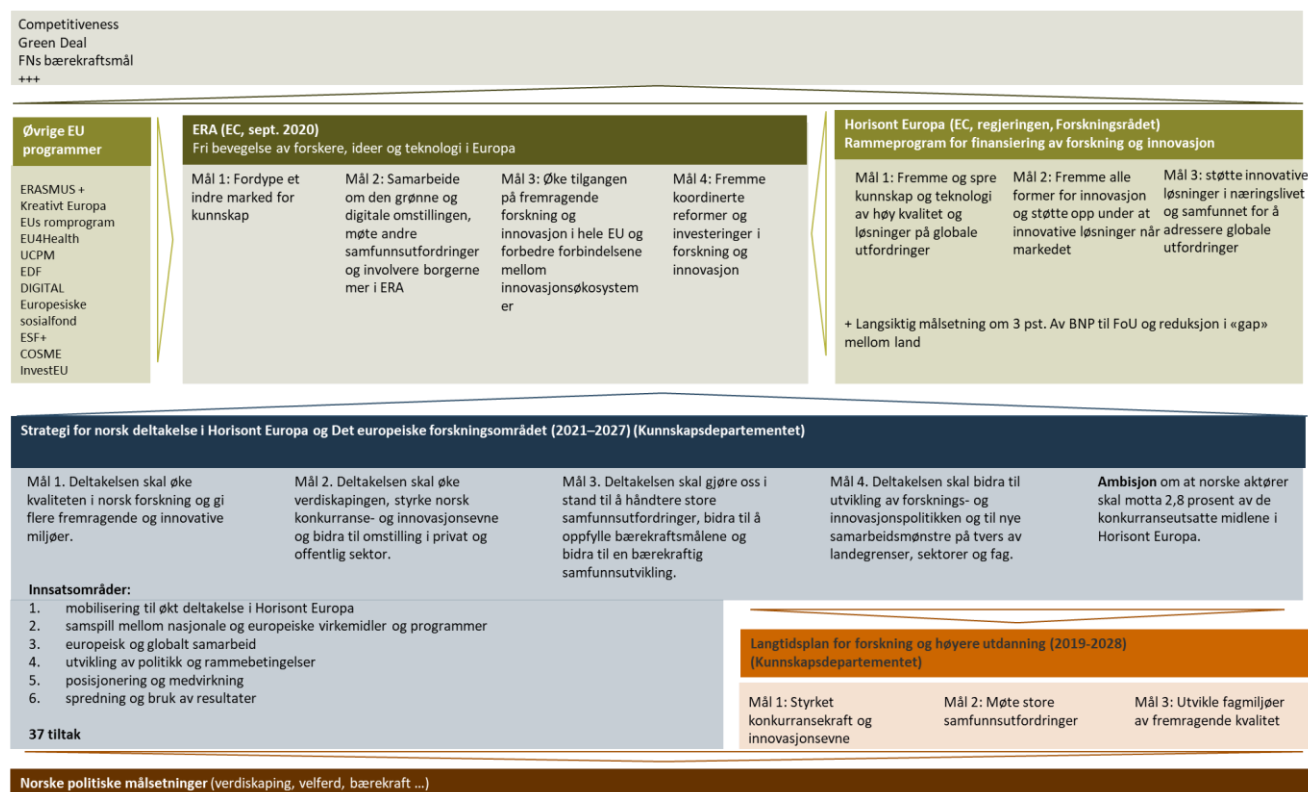 Competitiveness
Green Deal
FNs bærekraftsmål
+++
Øvrige EU
programmer
ERASMUS +
Kreativt Europa
EUs romprogram
EU4Health
UCPM
EDF
DIGITAL
Europesiske
sosialfond
ESF+
COSME
InvestEU
ERA (EC, sept. 2020)
Fri bevegelse av forskere, ideer og teknologi i Europa
Mål 1: Fordype et
indre marked for
kunnskap
Mål 2: Samarbeide
om den grønne og
digitale omstillingen,
møte andre
samfunnsutfordringer
og involvere borgerne
mer i ERA
Mål 3: Øke tilgangen
på fremragende
forskning og
innovasjon i hele EU og
forbedre forbindelsene
mellom
innovasjonsøkosystem
er
Mål 4: Fremme
koordinerte
reformer og
investeringer i
forskning og
innovasjon
Horisont Europa (EC, regjeringen, Forskningsrådet)
Rammeprogram for finansiering av forskning og innovasjon
Mål 1: Fremme og spre
kunnskap og teknologi
av høy kvalitet og
løsninger på globale
utfordringer
Mål 2: Fremme alle
former for innovasjon
og støtte opp under at
innovative løsninger når
markedet
Mål 3: støtte innovative
løsninger i næringslivet
og samfunnet for å
adressere globale
utfordringer
+ Langsiktig målsetning om 3 pst. Av BNP til FoU og reduksjon i «gap»
mellom land
Strategi for norsk deltakelse i Horisont Europa og Det europeiske forskningsområdet (2021–2027) (Kunnskapsdepartementet)
Mål 1. Deltakelsen skal øke
kvaliteten i norsk forskning og gi
flere fremragende og innovative
miljøer.
Mål 2. Deltakelsen skal øke
verdiskapingen, styrke norsk
konkurranse- og innovasjonsevne
og bidra til omstilling i privat og
offentlig sektor.
Mål 3. Deltakelsen skal gjøre oss i
stand til å håndtere store
samfunnsutfordringer, bidra til å
oppfylle bærekraftsmålene og
bidra til en bærekraftig
samfunnsutvikling.
Mål 4. Deltakelsen skal bidra til
utvikling av forsknings- og
innovasjonspolitikken og til nye
samarbeidsmønstre på tvers av
landegrenser, sektorer og fag.
Ambisjon om at norske aktører
skal motta 2,8 prosent av de
konkurranseutsatte midlene i
Horisont Europa.
Innsatsområder:
1. mobilisering til økt deltakelse i Horisont Europa
2. samspill mellom nasjonale og europeiske virkemidler og programmer
3. europeisk og globalt samarbeid
4. utvikling av politikk og rammebetingelser
5. posisjonering og medvirkning
6. spredning og bruk av resultater
37 tiltak
Langtidsplan for forskning og høyere utdanning (2019-2028)
(Kunnskapsdepartementet)
Mål 1: Styrket
konkurransekraft og
innovasjonsevne
Mål 2: Møte store
samfunnsutfordringer
Mål 3: Utvikle fagmiljøer
av fremragende kvalitet
Norske politiske målsetninger (verdiskaping, velferd, bærekraft …)